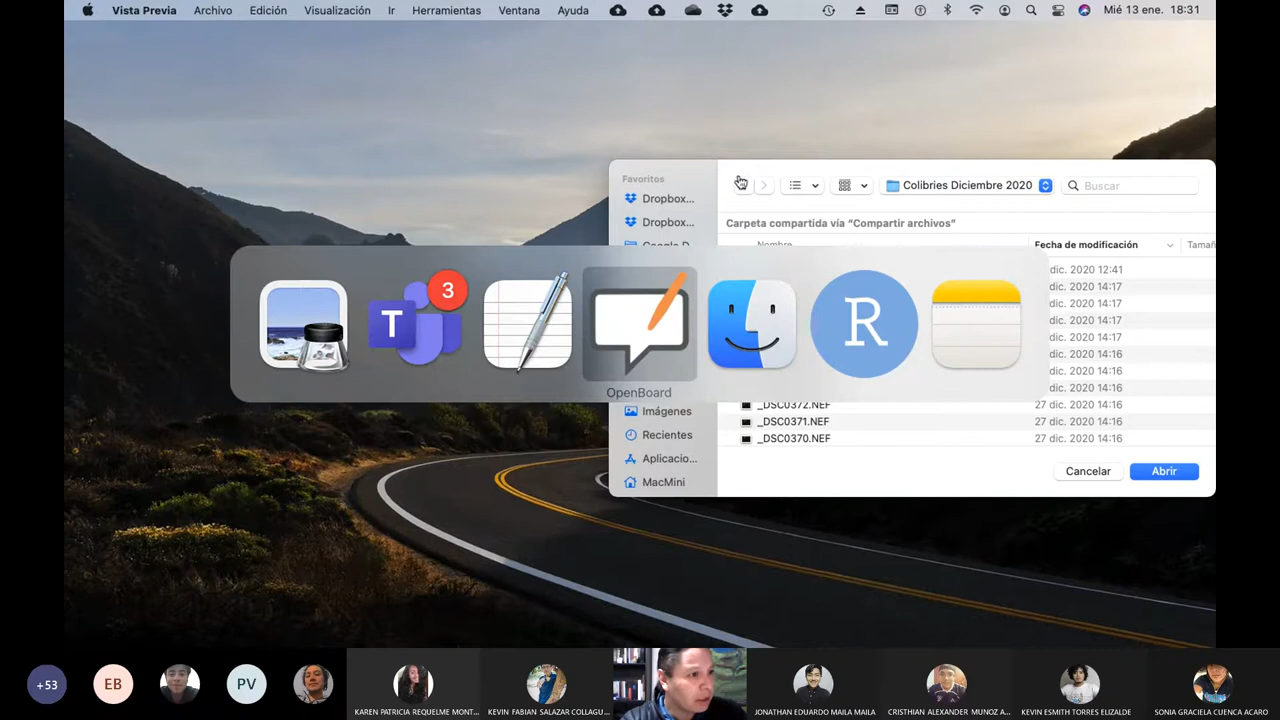 Vista Previa Archivo Edición Visualización Ir Herramientas Ventana Ayuda Mié 13 ene. 18:31
Favoritos
Colibries Diciembre 2020
Buscar
Dropbox...
Dropbox...
Carpeta compartida vía “Compartir archivos”
Fecha de modificación
dic. 2020 12:41
dic. 2020 14:17
dic. 2020 14:17
dic. 2020 14:17
dic. 2020 14:17
dic. 2020 14:16
dic. 2020 14:16
dic. 2020 14:16
3
T
R
OpenBoard
_DSC0372.NEF 27 dic. 2020 14:16
Imágenes
_DSC0371.NEF 27 dic. 2020 14:16
Recientes
_DSC0370.NEF 27 dic. 2020 14:16
Aplicacio...
MacMini
Cancelar Abrir
+53 EB PV
KAREN PATRICIA REQUELME MONT...
KEVIN FABIAN SALAZAR COLLAGU...
JONATHAN EDUARDO MAILA MAILA
CRISTHIAN ALEXANDER MUNOZ A...
KEVIN ESMITH TORRES ELIZALDE
SONIA GRACIELA CUENCA ACARO